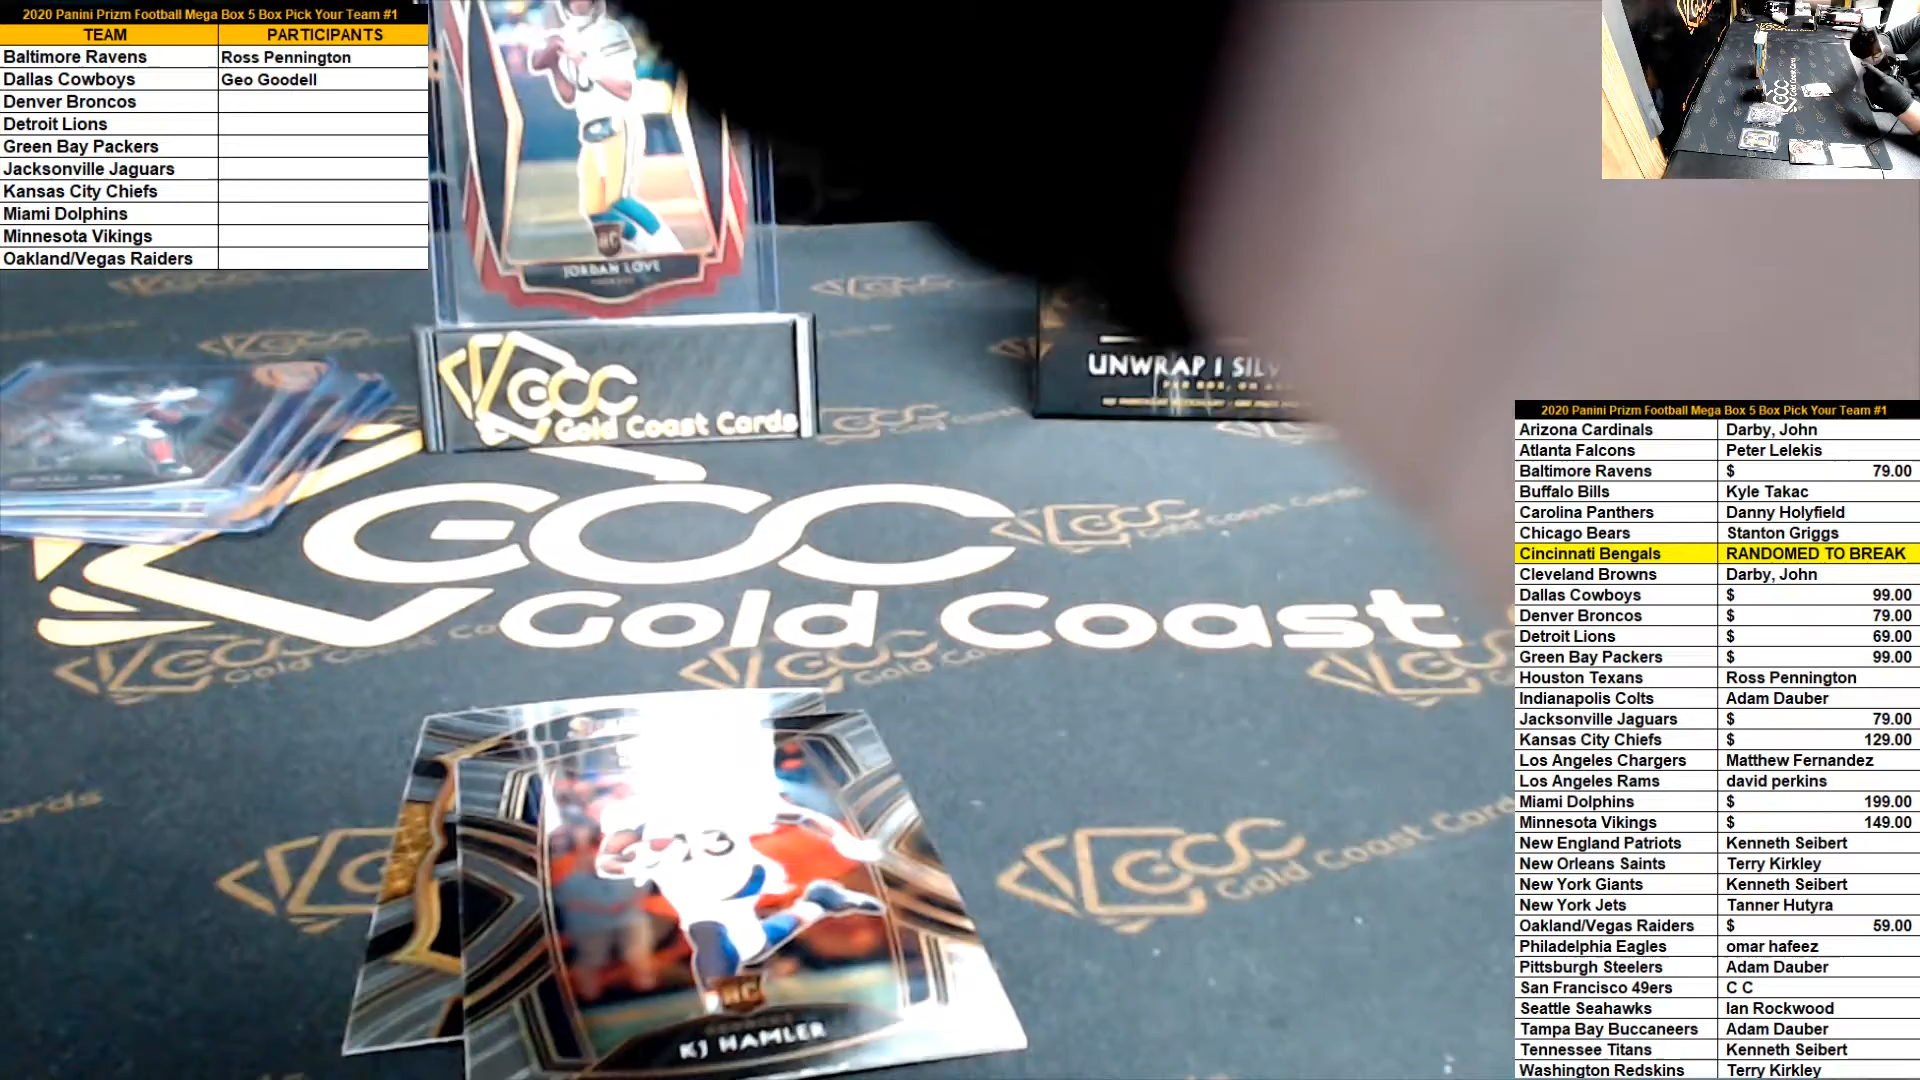 2020 Panini Prizm Football Mega Box 5 Box Pick Your Team #1
TEAM PARTICIPANTS
Baltimore Ravens Ross Pennington
Dallas Cowboys Geo Goodell
Denver Broncos
Detroit Lions
Green Bay Packers
Jacksonville Jaguars
Kansas City Chiefs
Miami Dolphins
Minnesota Vikings
Oakland/Vegas Raiders
RC
JORDAN LOVE
GCC
Gold Coast Cards
UNWRAP 1 SILV
GCC
Gold Coast
RC
KJ HAMLER
GCC
Gold Coast Cards
2020 Panini Prizm Football Mega Box 5 Box Pick Your Team #1
Arizona Cardinals Darby, John
Atlanta Falcons Peter Lelekis
Baltimore Ravens $ 79.00
Buffalo Bills Kyle Takac
Carolina Panthers Danny Holyfield
Chicago Bears Stanton Griggs
Cincinnati Bengals RANDOMED TO BREAK
Cleveland Browns Darby, John
Dallas Cowboys $ 99.00
Denver Broncos $ 79.00
Detroit Lions $ 69.00
Green Bay Packers $ 99.00
Houston Texans Ross Pennington
Indianapolis Colts Adam Dauber
Jacksonville Jaguars $ 79.00
Kansas City Chiefs $ 129.00
Los Angeles Chargers Matthew Fernandez
Los Angeles Rams david perkins
Miami Dolphins $ 199.00
Minnesota Vikings $ 149.00
New England Patriots Kenneth Seibert
New Orleans Saints Terry Kirkley
New York Giants Kenneth Seibert
New York Jets Tanner Hutyra
Oakland/Vegas Raiders $ 59.00
Philadelphia Eagles omar hafeez
Pittsburgh Steelers Adam Dauber
San Francisco 49ers C C
Seattle Seahawks Ian Rockwood
Tampa Bay Buccaneers Adam Dauber
Tennessee Titans Kenneth Seibert
Washington Redskins Terry Kirkley